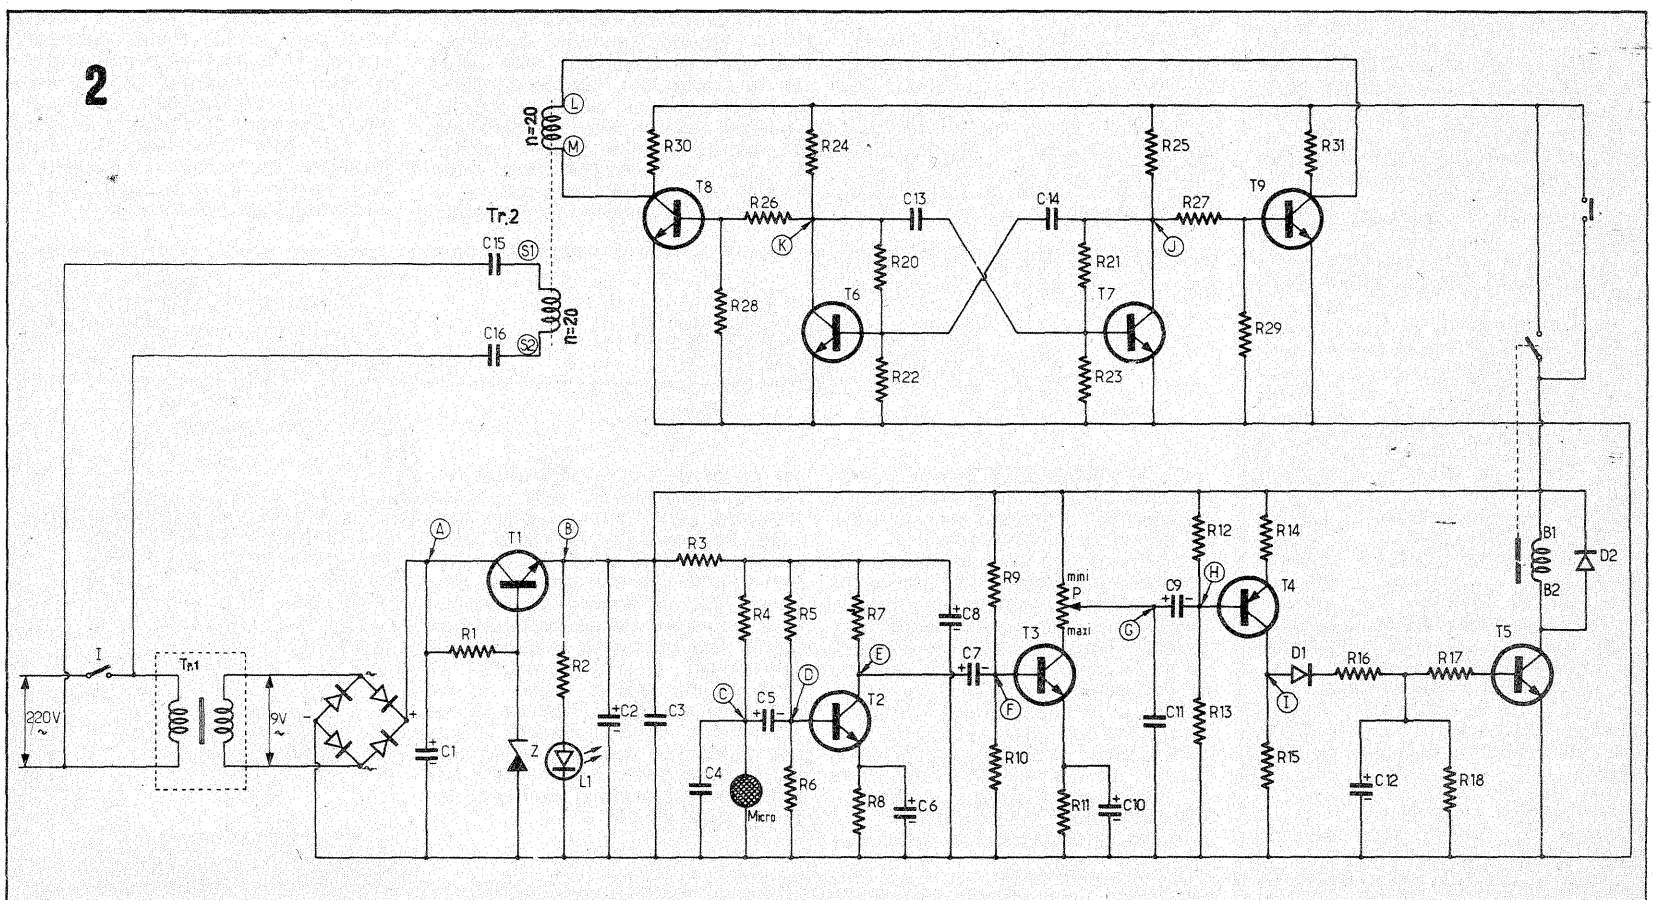 2
L
n=20
M
R30
R24
R25
R31
T8
R26
C13
C14
R27
T9
Tr.2
C15
S1
K
J
R20
R21
R28
T6
T7
R29
C16
S2
n=20
R22
R23
A
T1
B
R3
R12
R14
B1
D2
B2
R9
mini
P
maxi
C9
H
T4
G
R4
R5
R7
C8
R1
R2
C7
T3
T5
I
Tr.1
E
D1
R16
R17
C
C5
D
T2
F
I
220V
~
9V
~
~
-
+
~
C1
Z
L1
C2
C3
C11
R13
R10
R15
C4
Micro
R6
R8
C6
R11
C10
C12
R18